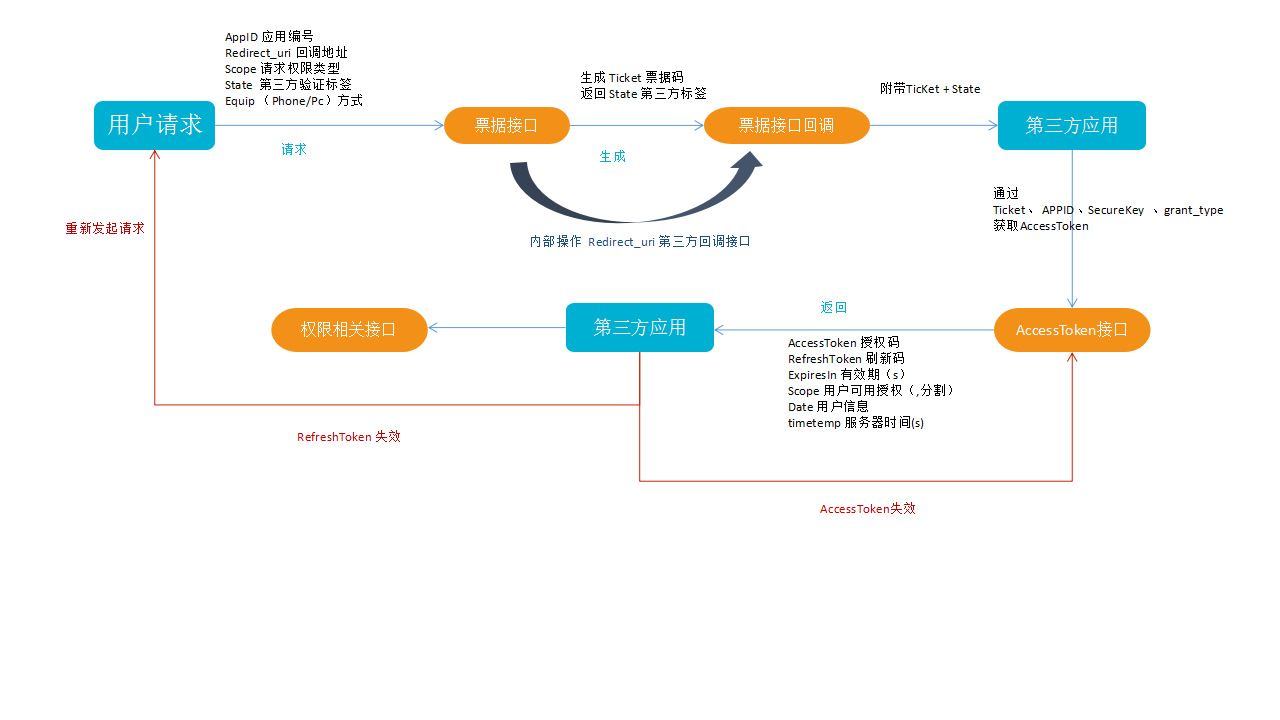 AppID 应用编号
Redirect_uri 回调地址
Scope 请求权限类型
State 第三方验证标签
Equip （ Phone/Pc）方式
生成 Ticket 票据码
返回 State 第三方标签
附带TicKet + State
用户请求
票据接口
票据接口回调
第三方应用
请求
生成
通过
Ticket、 APPID 、SecureKey 、grant_type
获取AccessToken
重新发起请求
内部操作 Redirect_uri 第三方回调接口
权限相关接口
第三方应用
返回
AccessToken接口
AccessToken 授权码
RefreshToken 刷新码
ExpiresIn 有效期（s）
Scope 用户可用授权（,分割）
Date 用户信息
timetemp 服务器时间(s)
RefreshToken 失效
AccessToken失效